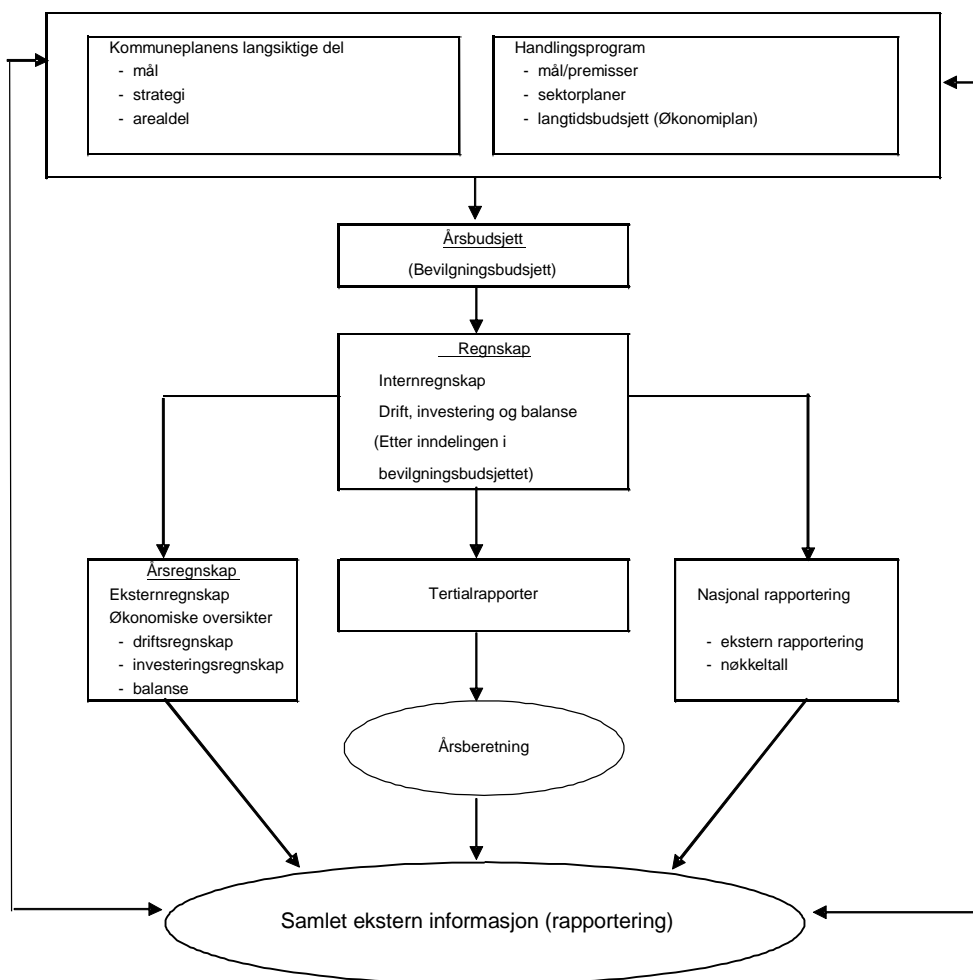 Kommuneplanens langsiktige del
- mål
- strategi
- arealdel
Handlingsprogram
- mål/premisser
- sektorplaner
- langtidsbudsjett (Økonomiplan)
Årsbudsjett
(Bevilgningsbudsjett)
Regnskap
Internregnskap
Drift, investering og balanse
(Etter inndelingen i
bevilgningsbudsjettet)
Årsregnskap
Eksternregnskap
Økonomiske oversikter
- driftsregnskap
- investeringsregnskap
- balanse
Tertialrapporter
Nasjonal rapportering
- ekstern rapportering
- nøkkeltall
Årsberetning
Samlet ekstern informasjon (rapportering)